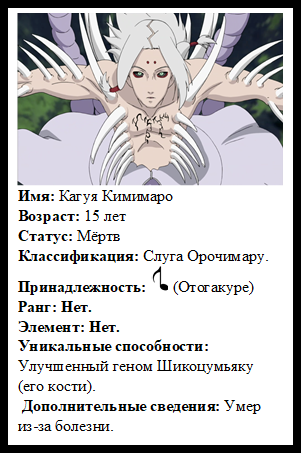 Имя: Кагуя Кимимаро
Возраст: 15 лет
Статус: Мёртв
Классификация: Слуга Орочимару.
Принадлежность: (Отогакуре)
Ранг: Нет.
Элемент: Нет.
Уникальные способности:
Улучшенный геном Шикоцумьяку
(его кости).
Дополнительные сведения: Умер
из-за болезни.